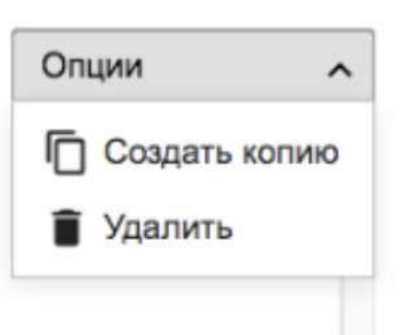 Опции
Создать копию
Удалить